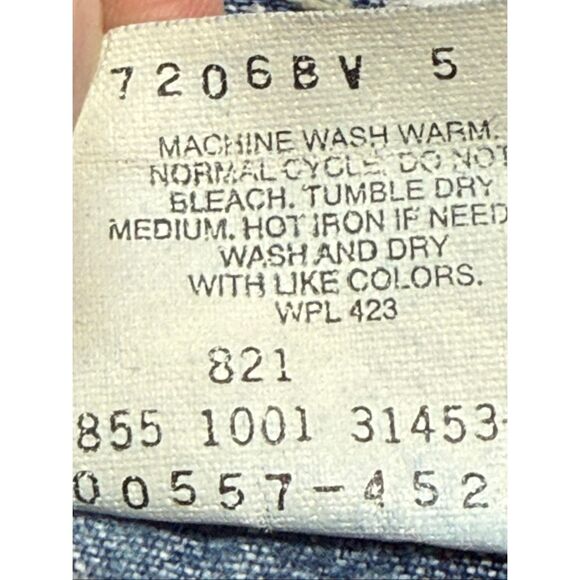 7206BV 5
MACHINE WASH WARM.
NORMAL CYCLE. DO NOT
BLEACH. TUMBLE DRY
MEDIUM. HOT IRON IF NEED
WASH AND DRY
WITH LIKE COLORS.
WPL 423
821
855 1001 31453-
00557-452